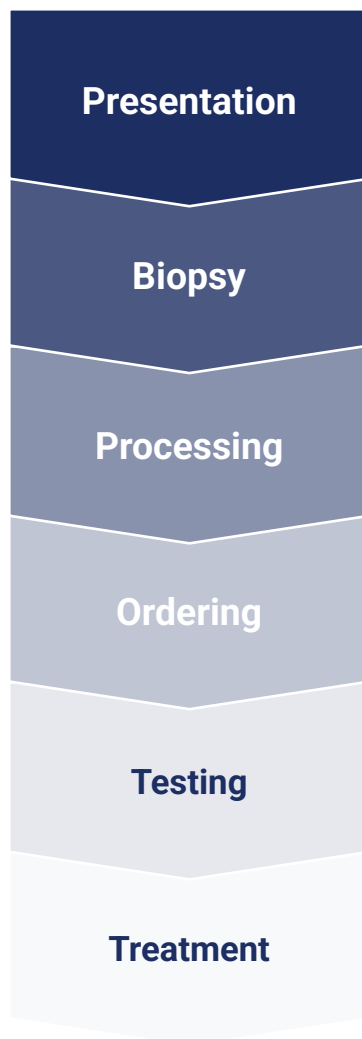 Presentation
Biopsy
Processing
Ordering
Testing
Treatment